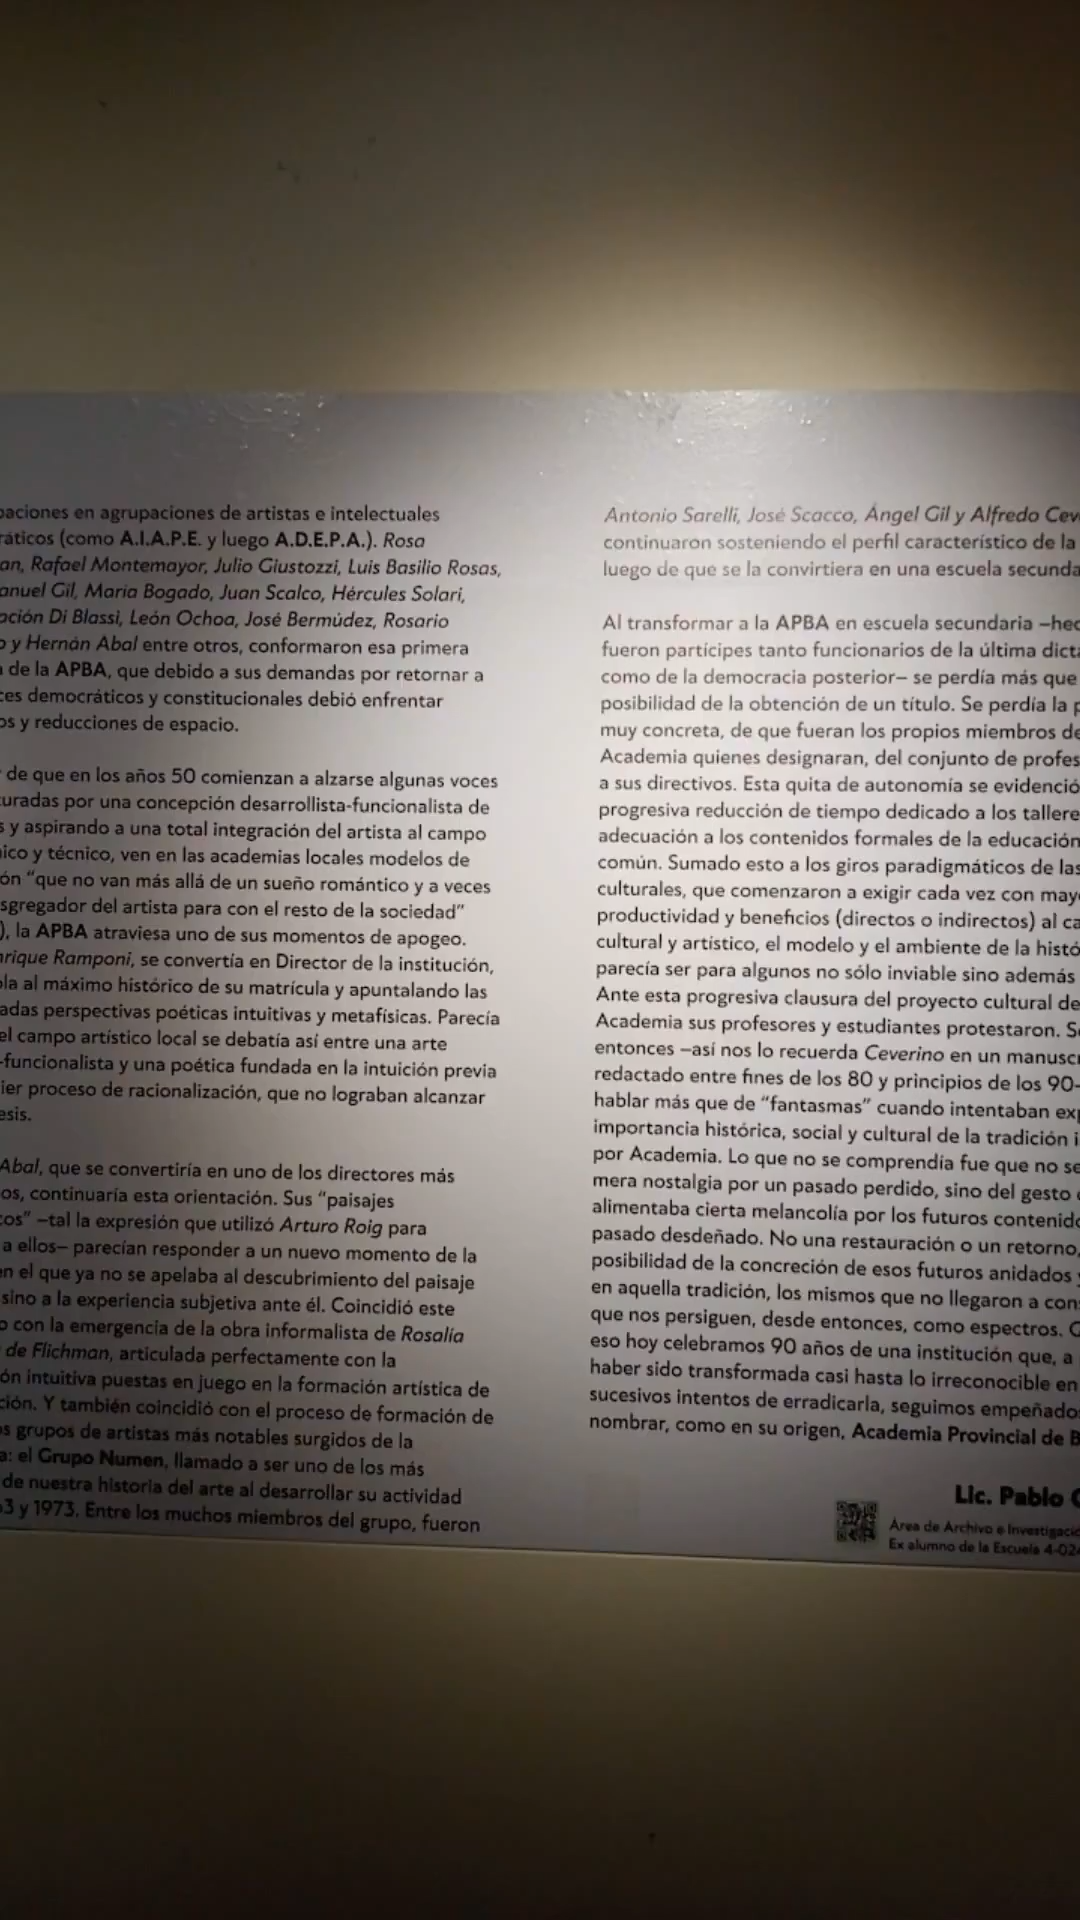 paciones en agrupaciones de artistas e intelectuales
ráticos (como A.I.A.P.E. y luego A.D.E.P.A.). Rosa
an, Rafael Montemayor, Julio Giustozzi, Luis Basilio Rosas,
anuel Gil, María Bogado, Juan Scalco, Hércules Solari,
ación Di Blassi, León Ochoa, José Bermúdez, Rosario
o y Hernán Abal entre otros, conformaron esa primera
a de la APBA, que debido a sus demandas por retornar a
ces democráticos y constitucionales debió enfrentar
os y reducciones de espacio.
de que en los años 50 comienzan a alzarse algunas voces
turadas por una concepción desarrollista-funcionalista de
s y aspirando a una total integración del artista al campo
nico y técnico, ven en las academias locales modelos de
ón “que no van más allá de un sueño romántico y a veces
sgregador del artista para con el resto de la sociedad”
), la APBA atraviesa uno de sus momentos de apogeo.
nrique Ramponi, se convertía en Director de la institución,
ola al máximo histórico de su matrícula y apuntalando las
adas perspectivas poéticas intuitivas y metafísicas. Parecía
el campo artístico local se debatía así entre una arte
-funcionalista y una poética fundada en la intuición previa
ier proceso de racionalización, que no lograban alcanzar
esis.
Abal, que se convertiría en uno de los directores más
os, continuaría esta orientación. Sus “paisajes
cos” –tal la expresión que utilizó Arturo Roig para
a ellos– parecían responder a un nuevo momento de la
en el que ya no se apelaba al descubrimiento del paisaje
sino a la experiencia subjetiva ante él. Coincidió este
o con la emergencia de la obra informalista de Rosalía
de Flichman, articulada perfectamente con la
ón intuitiva puestas en juego en la formación artística de
ción. Y también coincidió con el proceso de formación de
os grupos de artistas más notables surgidos de la
a: el Grupo Numen, llamado a ser uno de los más
de nuestra historia del arte al desarrollar su actividad
63 y 1973. Entre los muchos miembros del grupo, fueron
Antonio Sarelli, José Scacco, Ángel Gil y Alfredo Cev
continuaron sosteniendo el perfil característico de la
luego de que se la convirtiera en una escuela secunda
Al transformar a la APBA en escuela secundaria –hec
fueron partícipes tanto funcionarios de la última dicta
como de la democracia posterior– se perdía más que
posibilidad de la obtención de un título. Se perdía la p
muy concreta, de que fueran los propios miembros de
Academia quienes designaran, del conjunto de profes
a sus directivos. Esta quita de autonomía se evidenció
progresiva reducción de tiempo dedicado a los tallere
adecuación a los contenidos formales de la educación
común. Sumado esto a los giros paradigmáticos de las
culturales, que comenzaron a exigir cada vez con may
productividad y beneficios (directos o indirectos) al ca
cultural y artístico, el modelo y el ambiente de la histó
parecía ser para algunos no sólo inviable sino además
Ante esta progresiva clausura del proyecto cultural de
Academia sus profesores y estudiantes protestaron. S
entonces –así nos lo recuerda Ceverino en un manuscr
redactado entre fines de los 80 y principios de los 90–
hablar más que de “fantasmas” cuando intentaban exp
importancia histórica, social y cultural de la tradición i
por Academia. Lo que no se comprendía fue que no se
mera nostalgia por un pasado perdido, sino del gesto
alimentaba cierta melancolía por los futuros contenido
pasado desdeñado. No una restauración o un retorno,
posibilidad de la concreción de esos futuros anidados
en aquella tradición, los mismos que no llegaron a con
que nos persiguen, desde entonces, como espectros. C
eso hoy celebramos 90 años de una institución que, a
haber sido transformada casi hasta lo irreconocible en
sucesivos intentos de erradicarla, seguimos empeñado
nombrar, como en su origen, Academia Provincial de B
Lic. Pablo
Área de Archivo e Investigació
Ex alumno de la Escuela 4-024